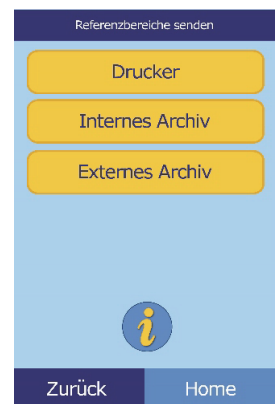 Referenzbereiche senden
Drucker
Internes Archiv
Externes Archiv
i
Zurück Home